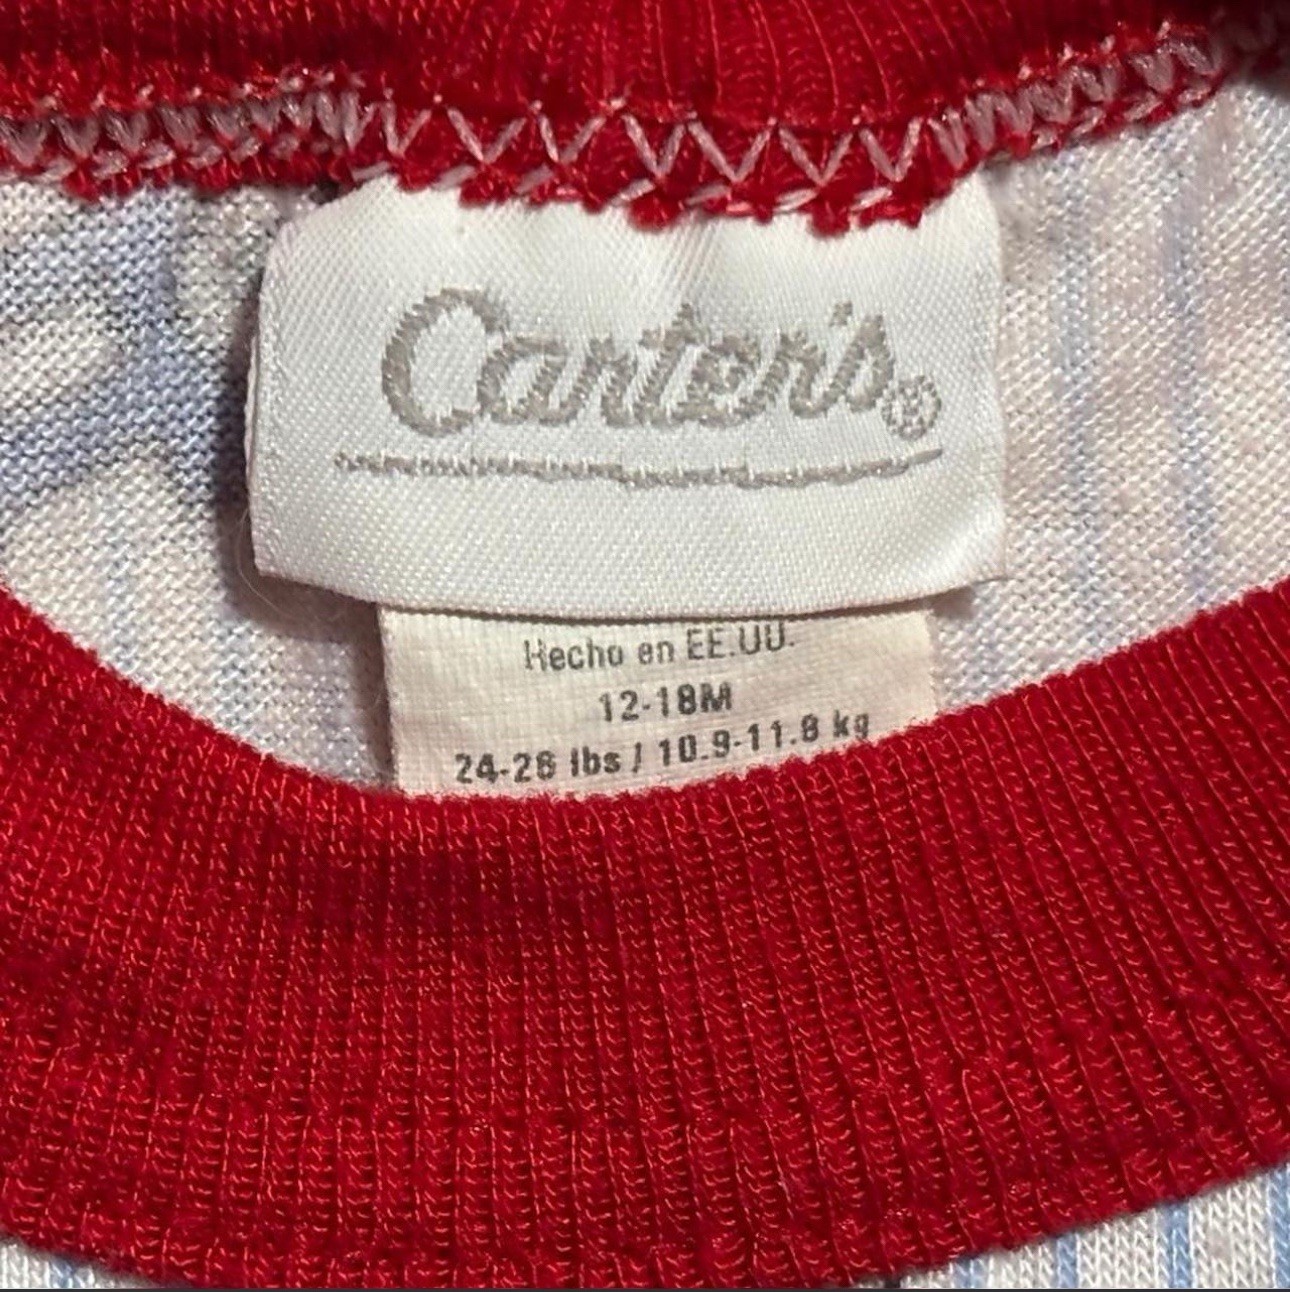 Carter's®
Hecho en EE.UU.
12-18M
24-26 lbs / 10.9-11.8 kg